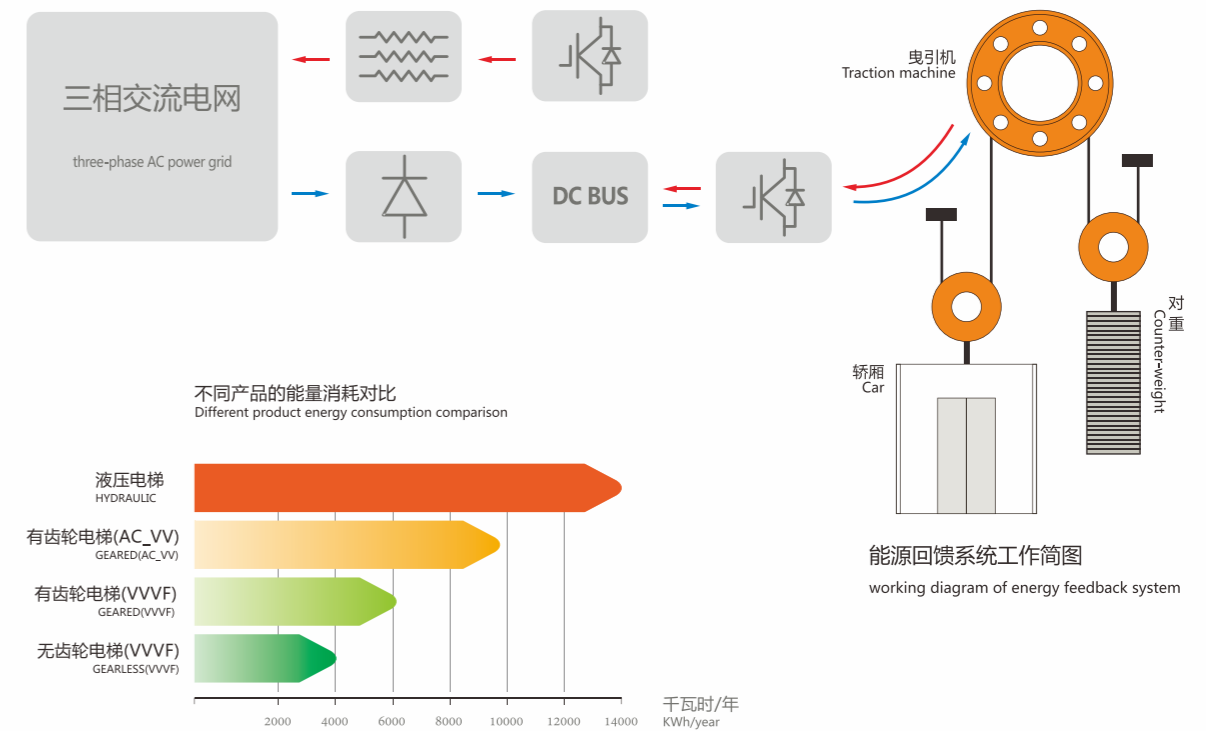 三相交流电网
three-phase AC power grid
DC BUS
曳引机
Traction machine
对重
Counter-weight
轿厢
Car
能源回馈系统工作简图
working diagram of energy feedback system
不同产品的能量消耗对比
Different product energy consumption comparison
液压电梯
HYDRAULIC
有齿轮电梯(AC_VV)
GEARED(AC_VV)
有齿轮电梯(VVVF)
GEARED(VVVF)
无齿轮电梯(VVVF)
GEARLESS(VVVF)
2000 4000 6000 8000 10000 12000 14000
千瓦时/年
KWh/year